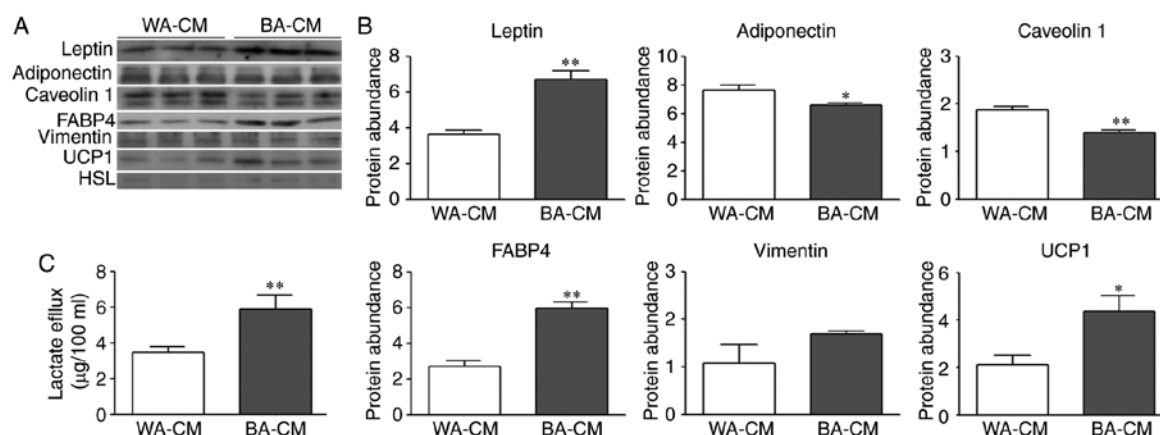 A
WA-CM BA-CM
Leptin
Adiponectin
Caveolin 1
FABP4
Vimentin
UCP1
HSL
B
Leptin
Protein abundance
8
6
4
2
0
**
WA-CM BA-CM
Adiponectin
Protein abundance
10
8
6
4
2
0
*
WA-CM BA-CM
Caveolin 1
Protein abundance
3
2
1
0
**
WA-CM BA-CM
C
Lactate efilux
(µg/100 ml)
8
6
4
2
0
**
WA-CM BA-CM
FABP4
Protein abundance
8
6
4
2
0
**
WA-CM BA-CM
Vimentin
Protein abundance
3
2
1
0
WA-CM BA-CM
UCP1
Protein abundance
6
4
2
0
*
WA-CM BA-CM